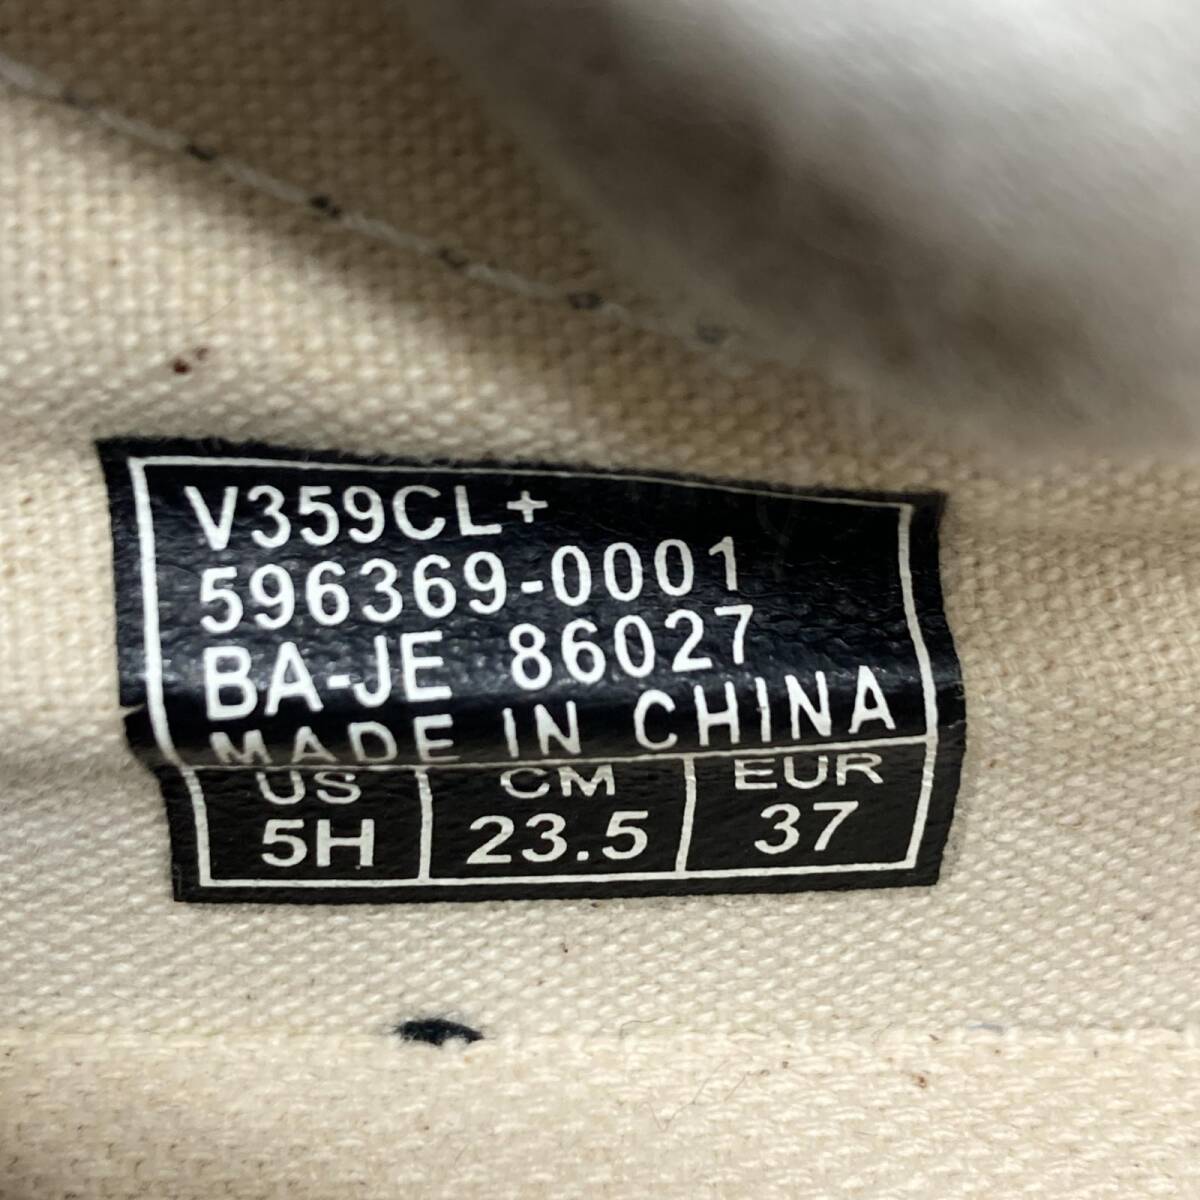 V359CL+
596369-0001
BA-JE 86027
MADE IN CHINA
US CM EUR
5H 23.5 37